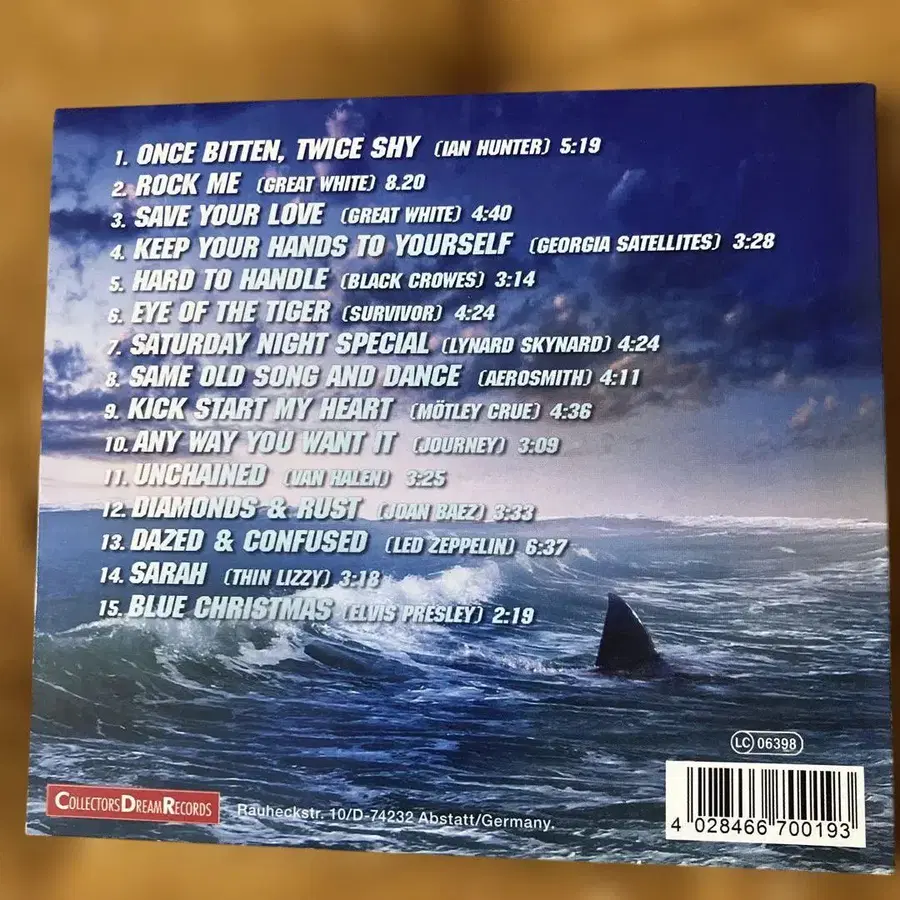 1. ONCE BITTEN, TWICE SHY (IAN HUNTER) 5:19
2. ROCK ME (GREAT WHITE) 8.20
3. SAVE YOUR LOVE (GREAT WHITE) 4:40
4. KEEP YOUR HANDS TO YOURSELF (GEORGIA SATELLITES) 3:28
5. HARD TO HANDLE (BLACK CROWES) 3:14
6. EYE OF THE TIGER (SURVIVOR) 4:24
7. SATURDAY NIGHT SPECIAL (LYNARD SKYNARD) 4:24
8. SAME OLD SONG AND DANCE (AEROSMITH) 4:11
9. KICK START MY HEART (MÖTLEY CRUE) 4:36
10. ANY WAY YOU WANT IT (JOURNEY) 3:09
11. UNCHAINED (VAN HALEN) 3:25
12. DIAMONDS & RUST (JOAN BAEZ) 3:33
13. DAZED & CONFUSED (LED ZEPPELIN) 6:37
14. SARAH (THIN LIZZY) 3:18
15. BLUE CHRISTMAS (ELVIS PRESLEY) 2:19
LC 06398
COLLECTORSDREAMRECORDS
Rauheckstr. 10/D-74232 Abstatt/Germany.
4 028466 700193